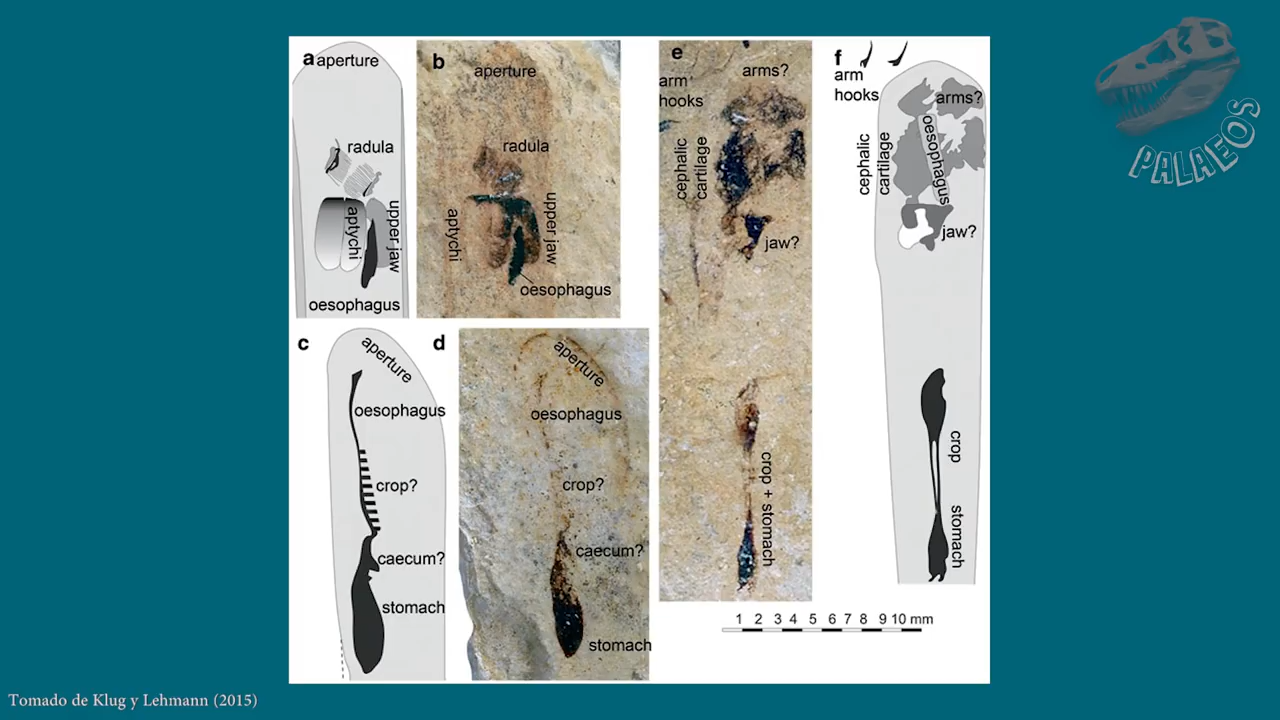 a aperture
radula
aptychi
upper jaw
oesophagus
b
aperture
radula
aptychi
upper jaw
oesophagus
c
aperture
oesophagus
crop?
caecum?
stomach
d
aperture
oesophagus
crop?
caecum?
stomach
e
arms?
arm
hooks
cephalic
cartilage
jaw?
crop + stomach
f
arm
hooks
arms?
cephalic
cartilage
oesophagus
jaw?
crop
stomach
1 2 3 4 5 6 7 8 9 10 mm
PALAEOS
Tomado de Klug y Lehmann (2015)